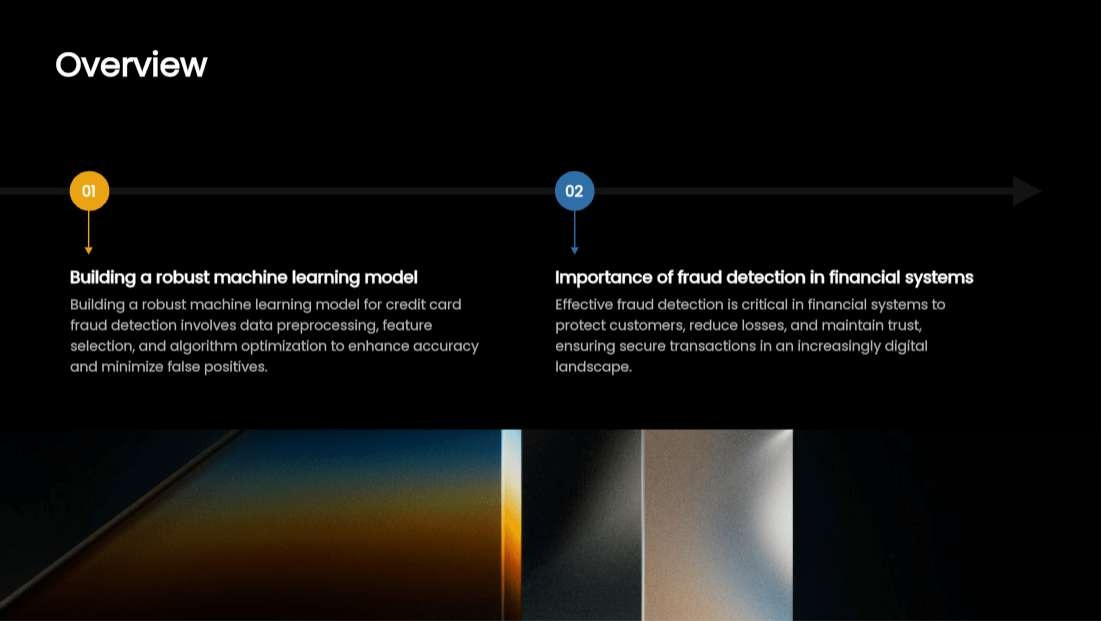 Overview
01
02
Building a robust machine learning model
Building a robust machine learning model for credit card
fraud detection involves data preprocessing, feature
selection, and algorithm optimization to enhance accuracy
and minimize false positives.
Importance of fraud detection in financial systems
Effective fraud detection is critical in financial systems to
protect customers, reduce losses, and maintain trust,
ensuring secure transactions in an increasingly digital
landscape.